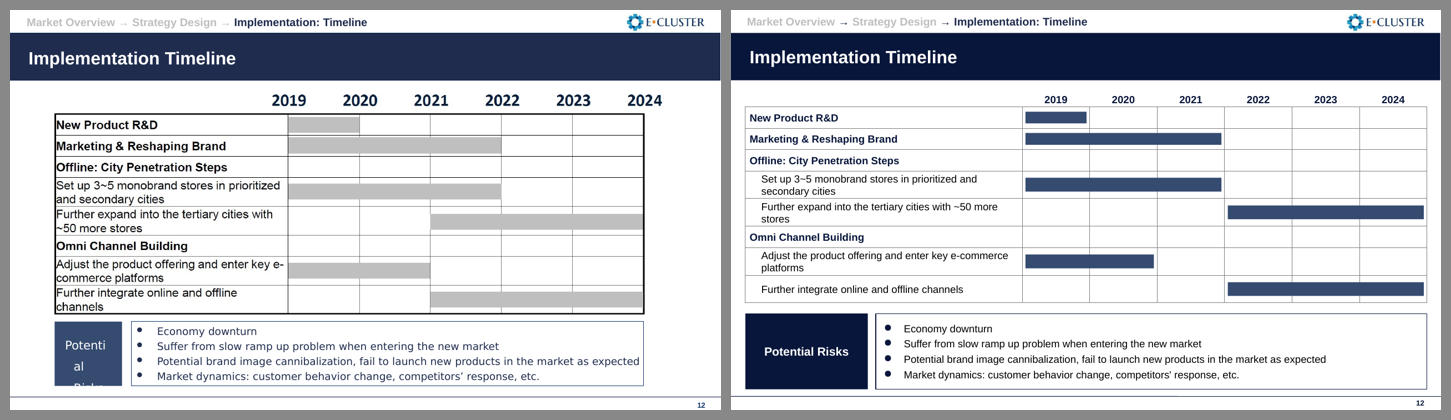 Market Overview → Strategy Design → Implementation: Timeline
E•CLUSTER
Implementation Timeline
2019 2020 2021 2022 2023 2024
New Product R&D
Marketing & Reshaping Brand
Offline: City Penetration Steps
Set up 3~5 monobrand stores in prioritized
and secondary cities
Further expand into the tertiary cities with
~50 more stores
Omni Channel Building
Adjust the product offering and enter key e-
commerce platforms
Further integrate online and offline
channels
Potenti
al
Risks
• Economy downturn
• Suffer from slow ramp up problem when entering the new market
• Potential brand image cannibalization, fail to launch new products in the market as expected
• Market dynamics: customer behavior change, competitors’ response, etc.
12
Market Overview → Strategy Design → Implementation: Timeline
E•CLUSTER
Implementation Timeline
2019 2020 2021 2022 2023 2024
New Product R&D
Marketing & Reshaping Brand
Offline: City Penetration Steps
Set up 3~5 monobrand stores in prioritized and
secondary cities
Further expand into the tertiary cities with ~50 more
stores
Omni Channel Building
Adjust the product offering and enter key e-commerce
platforms
Further integrate online and offline channels
Potential Risks
• Economy downturn
• Suffer from slow ramp up problem when entering the new market
• Potential brand image cannibalization, fail to launch new products in the market as expected
• Market dynamics: customer behavior change, competitors' response, etc.
12